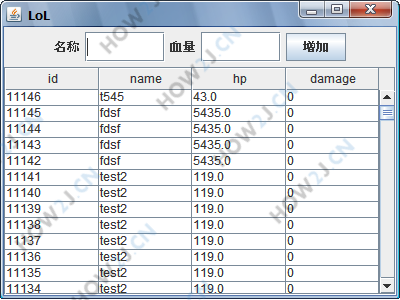 LoL
名称 血量 增加
id name hp damage
11146 t545 43.0 0
11145 fdsf 5435.0 0
11144 fdsf 5435.0 0
11143 fdsf 5435.0 0
11142 fdsf 5435.0 0
11141 test2 119.0 0
11140 test2 119.0 0
11139 test2 119.0 0
11138 test2 119.0 0
11137 test2 119.0 0
11136 test2 119.0 0
11135 test2 119.0 0
11134 test2 119.0 0
HOW2J.CN
HOW2J.CN
HOW2J.CN
HOW2J.CN
HOW2J.CN
HOW2J.CN